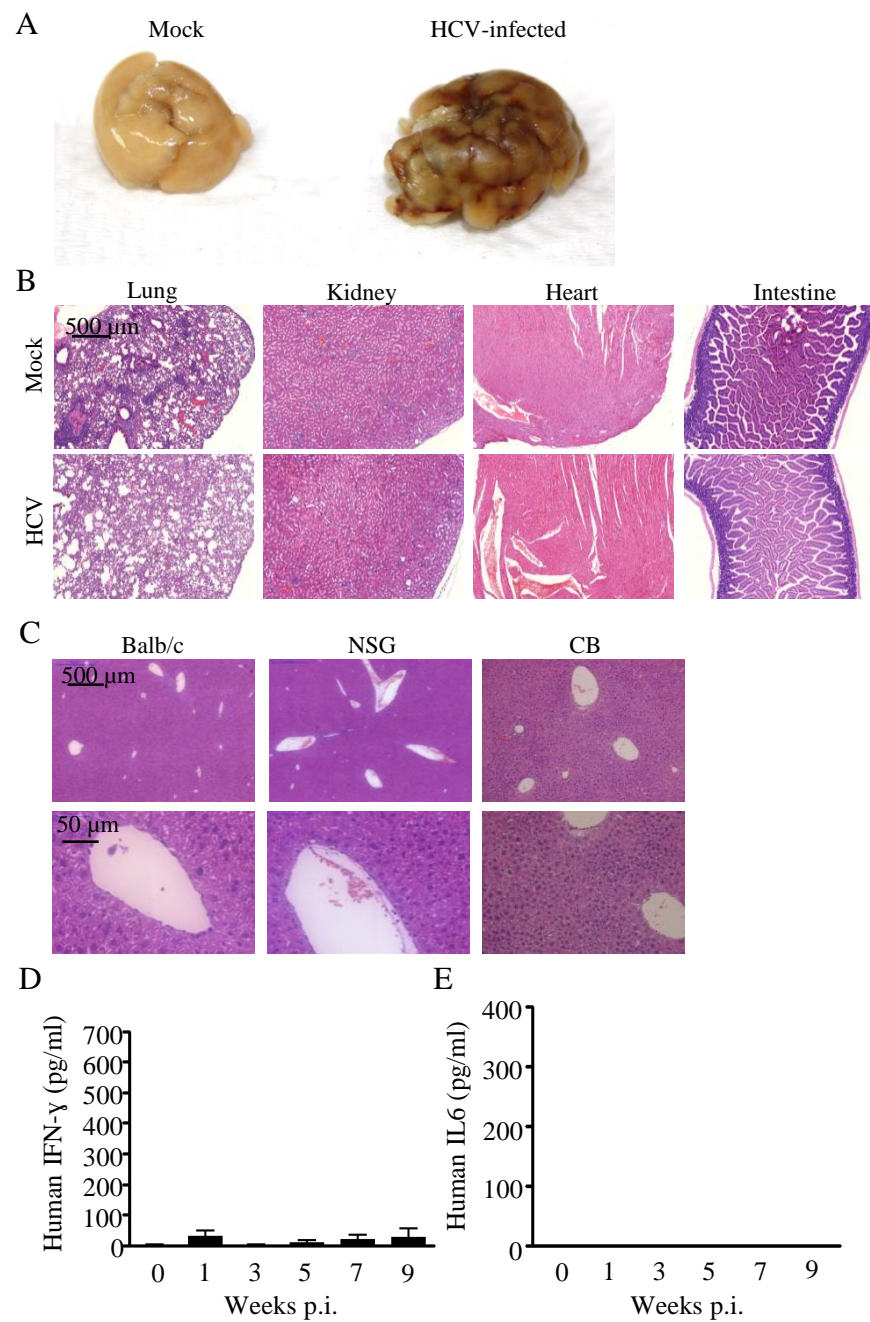 A
Mock
HCV-infected
B
Lung
Kidney
Heart
Intestine
500 µm
Mock
HCV
C
Balb/c
NSG
CB
500 µm
50 µm
D
Human IFN-ɣ (pg/ml)
700
600
500
400
300
200
100
0
0 1 3 5 7 9
Weeks p.i.
E
Human IL6 (pg/ml)
400
300
200
100
0
0 1 3 5 7 9
Weeks p.i.